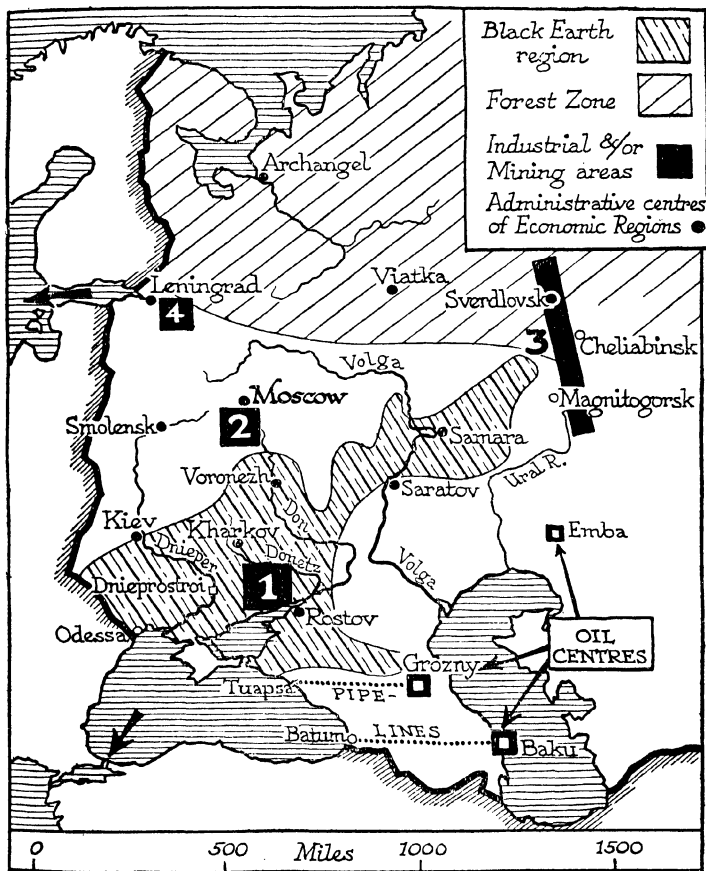 Black Earth
region
Forest Zone
Industrial &/or
Mining areas
Administrative centres
of Economic Regions
Archangel
Leningrad
Viatka
Sverdlovsk
4
3
Cheliabinsk
Volga
Moscow
Magnitogorsk
Smolensk
2
Samara
Ural R.
Voronezh
Saratov
Don
Kiev
Kharkov
Emba
Dnieper
Donetz
Volga
Dnieprostroi
1
Rostov
Odessa
OIL
CENTRES
Grozny
Tuapsa
PIPE-
Batum
LINES
Baku
0 500 Miles 1000 1500